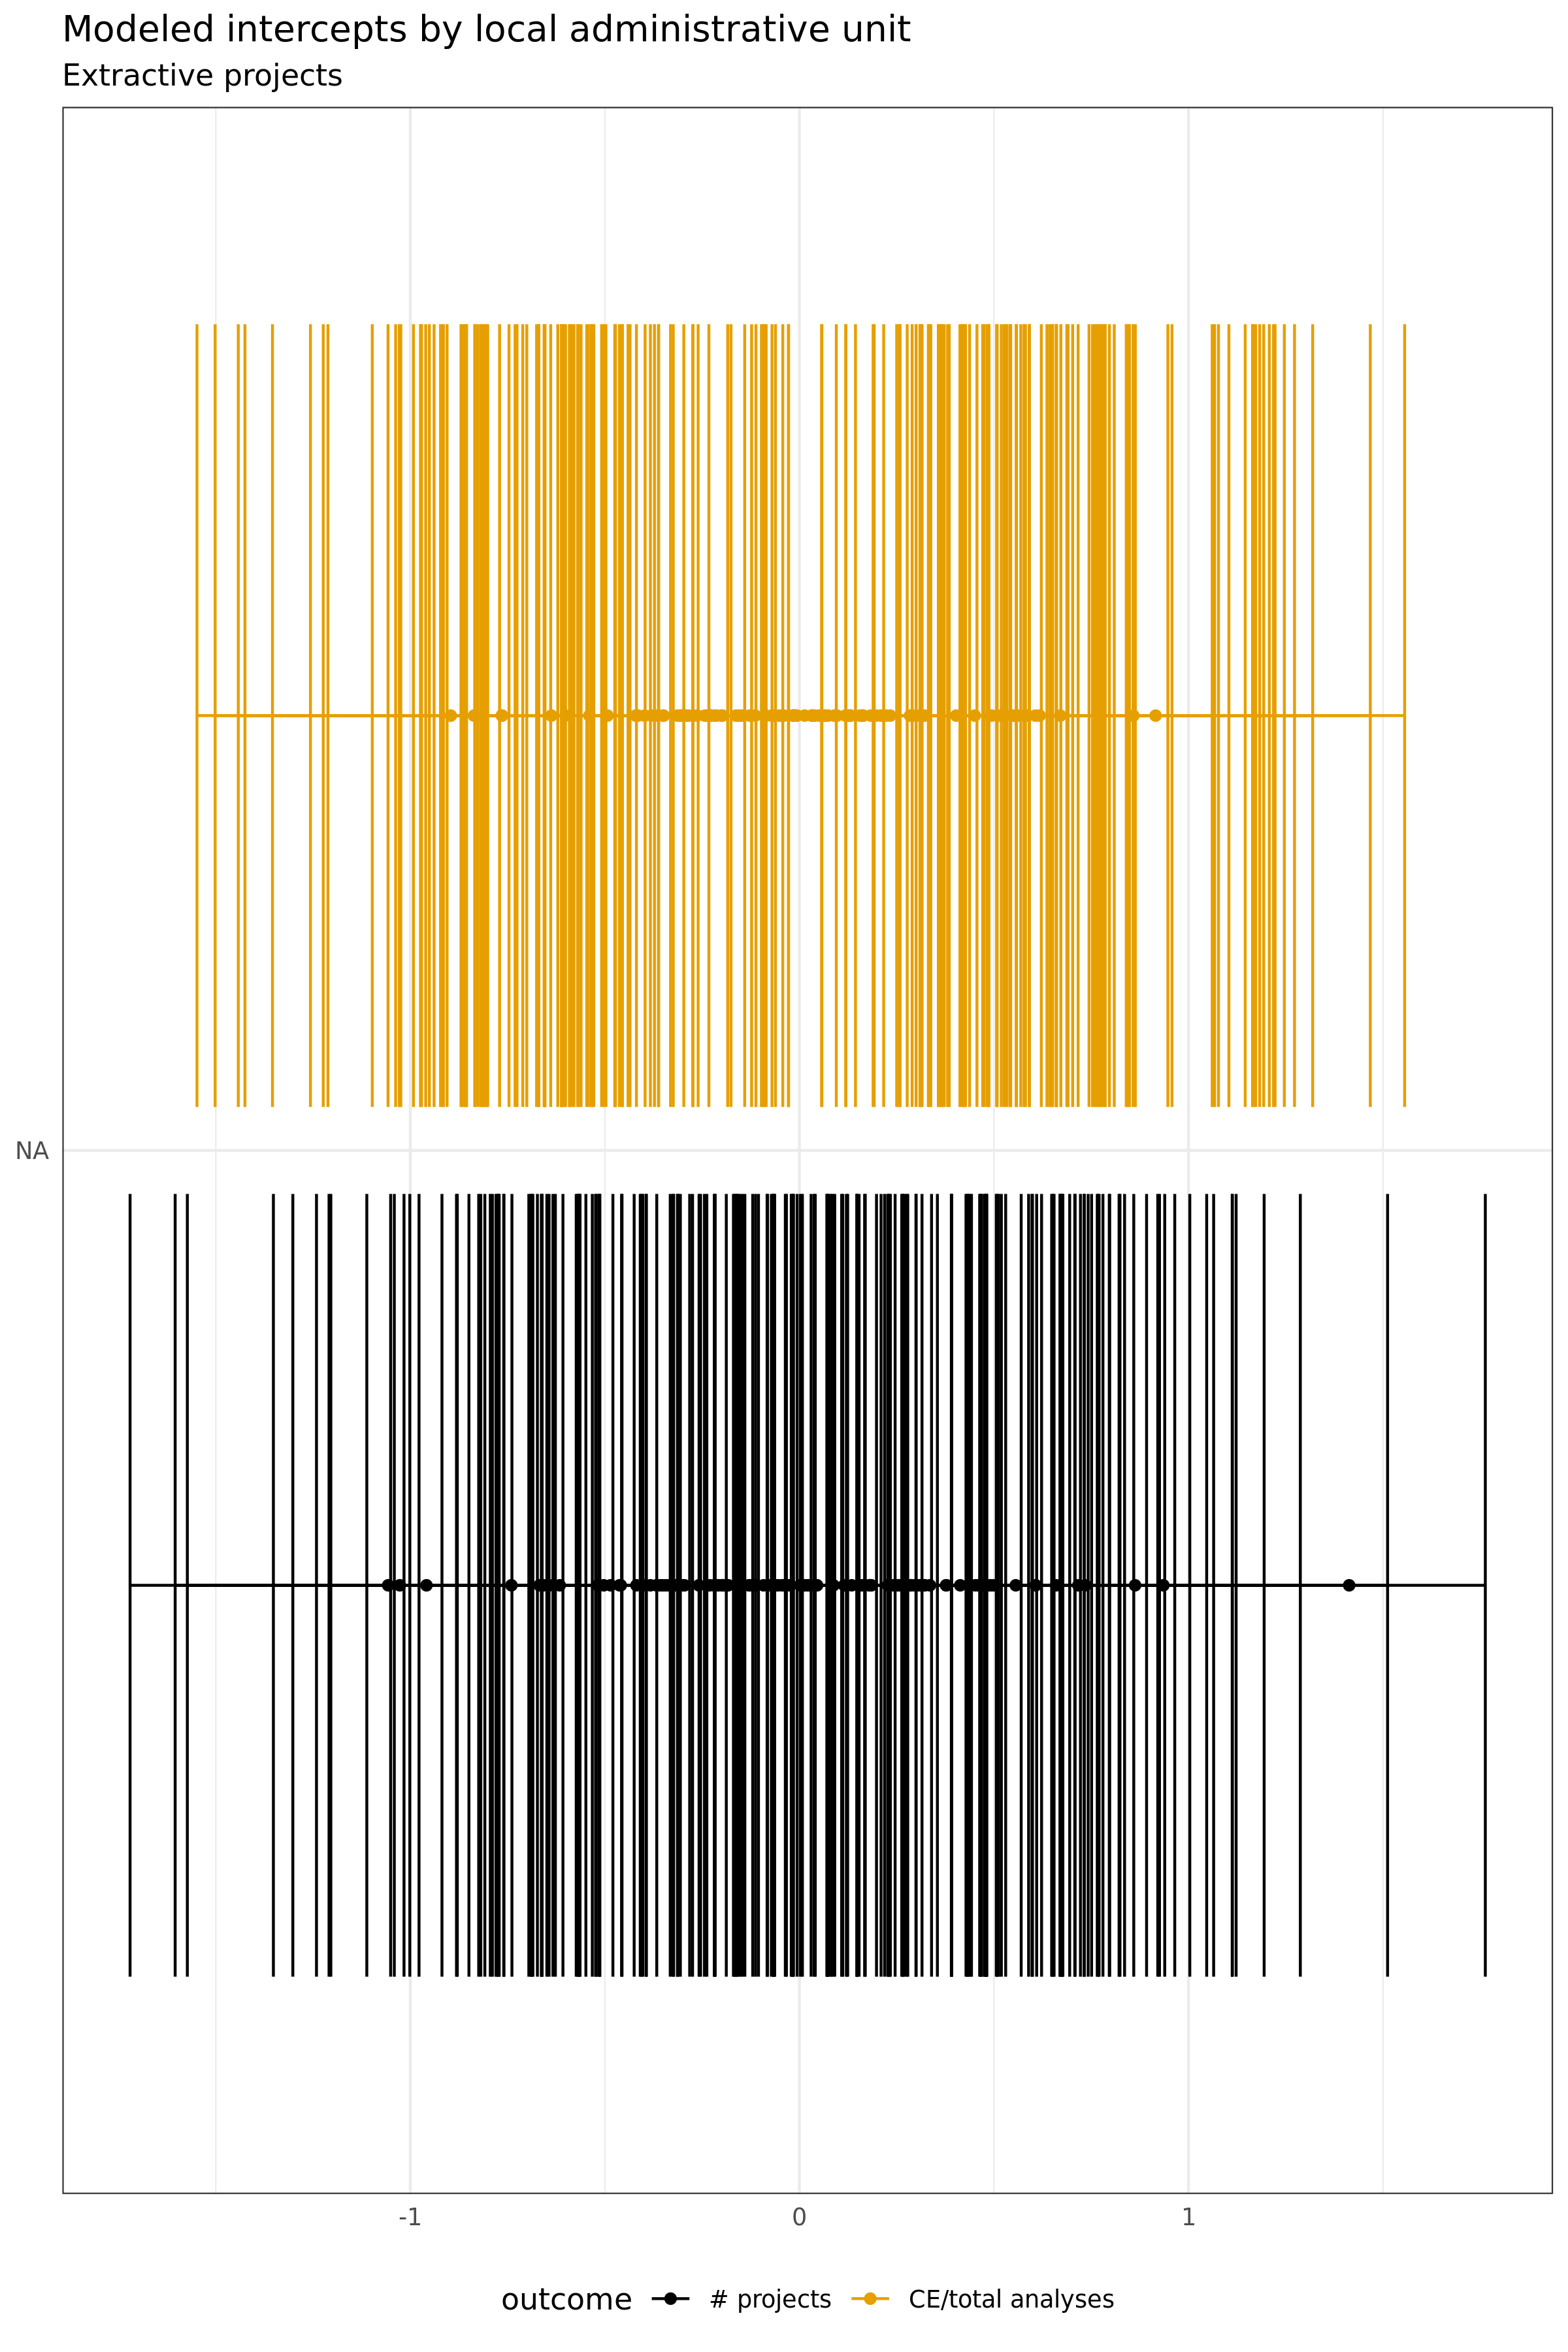 Modeled intercepts by local administrative unit
Extractive projects
NA
-1 0 1
outcome # projects CE/total analyses